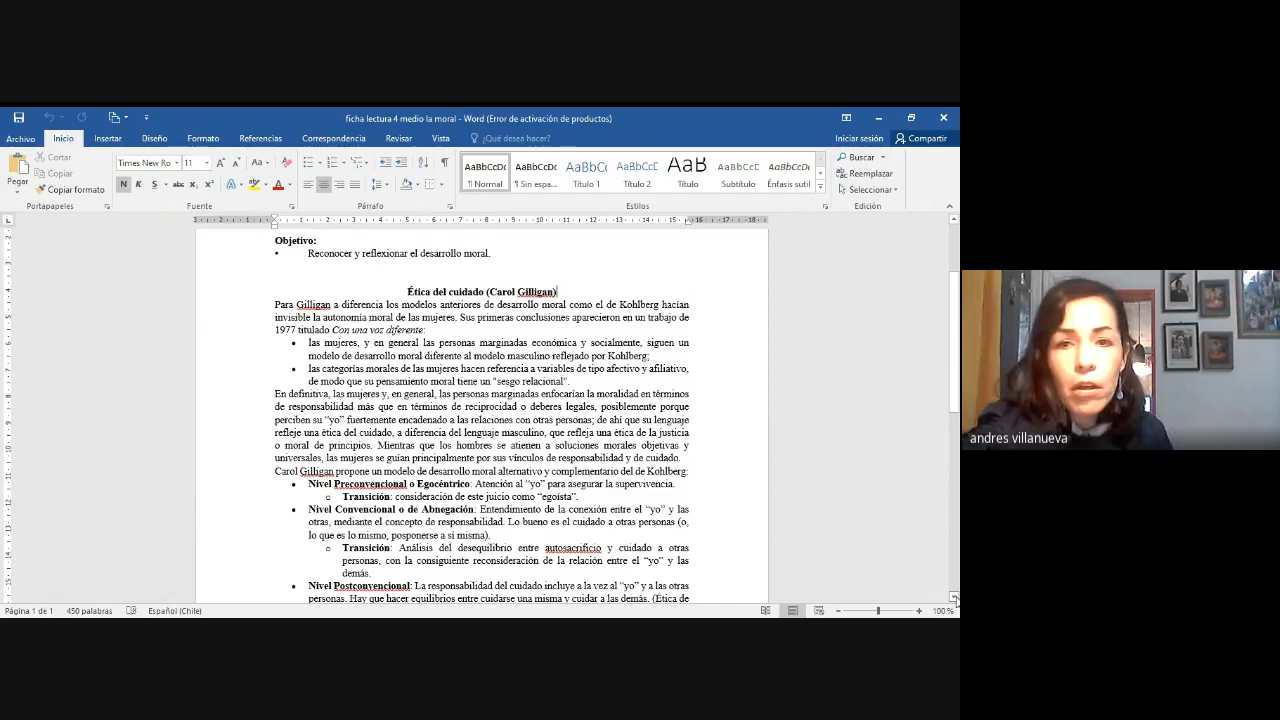 ficha lectura 4 medio la moral - Word (Error de activación de productos)
Archivo Inicio Insertar Diseño Formato Referencias Correspondencia Revisar Vista ¿Qué desea hacer? Iniciar sesión Compartir
Pegar
Cortar
Copiar
Copiar formato
Portapapeles
Times New Ro 11
N K S abc x₂ x²
Fuente
Párrafo
AaBbCcDc AaBbCcDc AaBbCc AaBbCcD AaB AaBbCcD AaBbCcDc
¶ Normal ¶ Sin espa... Título 1 Título 2 Título Subtítulo Énfasis sutil
Estilos
Buscar
Reemplazar
Seleccionar
Edición
Objetivo:
• Reconocer y reflexionar el desarrollo moral.
Ética del cuidado (Carol Gilligan)
Para Gilligan a diferencia los modelos anteriores de desarrollo moral como el de Kohlberg hacían
invisible la autonomía moral de las mujeres. Sus primeras conclusiones aparecieron en un trabajo de
1977 titulado Con una voz diferente:
• las mujeres, y en general las personas marginadas económica y socialmente, siguen un
modelo de desarrollo moral diferente al modelo masculino reflejado por Kohlberg;
• las categorías morales de las mujeres hacen referencia a variables de tipo afectivo y afiliativo,
de modo que su pensamiento moral tiene un "sesgo relacional".
En definitiva, las mujeres y, en general, las personas marginadas enfocarían la moralidad en términos
de responsabilidad más que en términos de reciprocidad o deberes legales, posiblemente porque
perciben su “yo” fuertemente encadenado a las relaciones con otras personas; de ahí que su lenguaje
refleje una ética del cuidado, a diferencia del lenguaje masculino, que refleja una ética de la justicia
o moral de principios. Mientras que los hombres se atienen a soluciones morales objetivas y
universales, las mujeres se guían principalmente por sus vínculos de responsabilidad y de cuidado.
Carol Gilligan propone un modelo de desarrollo moral alternativo y complementario del de Kohlberg:
• Nivel Preconvencional o Egocéntrico: Atención al “yo” para asegurar la supervivencia.
o Transición: consideración de este juicio como “egoísta”.
• Nivel Convencional o de Abnegación: Entendimiento de la conexión entre el “yo” y las
otras, mediante el concepto de responsabilidad. Lo bueno es el cuidado a otras personas (o,
lo que es lo mismo, posponerse a sí misma).
o Transición: Análisis del desequilibrio entre autosacrificio y cuidado a otras
personas, con la consiguiente reconsideración de la relación entre el “yo” y las
demás.
• Nivel Postconvencional: La responsabilidad del cuidado incluye a la vez al “yo” y a las otras
personas. Hay que hacer equilibrios entre cuidarse una misma y cuidar a las demás. (Ética de
Página 1 de 1 450 palabras Español (Chile) 100 %
andres villanueva